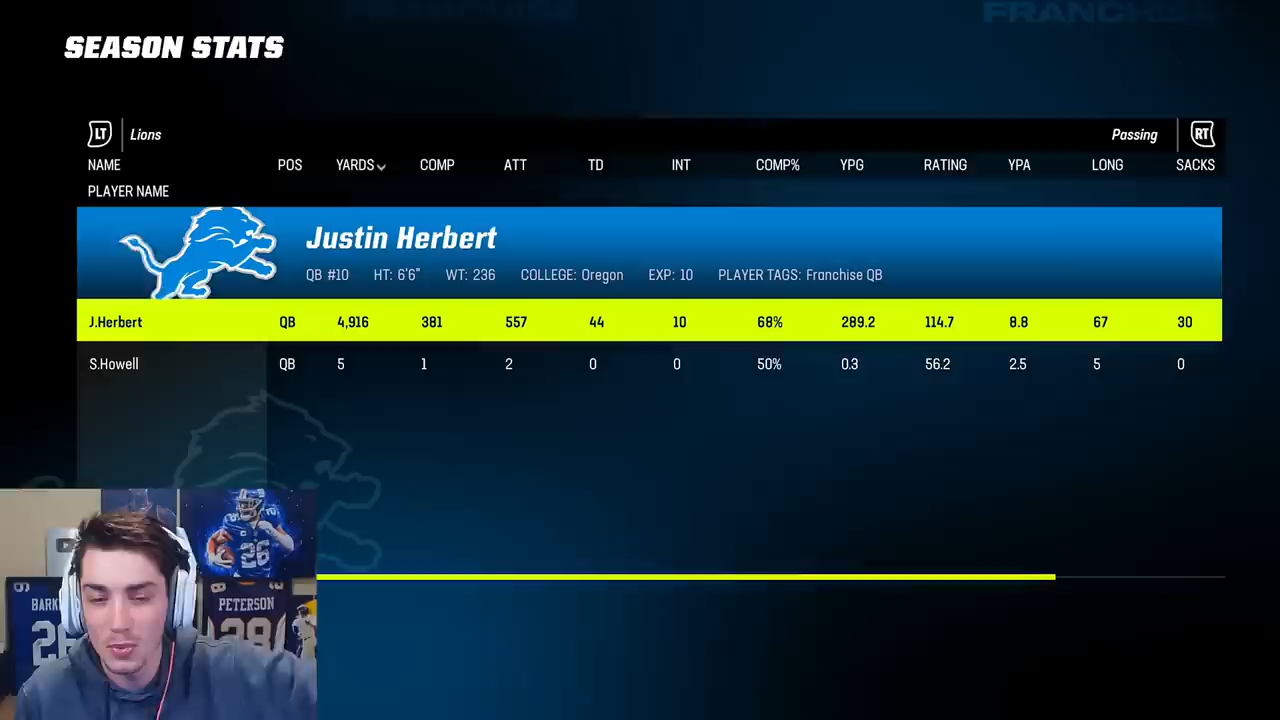 FRANCHISE
SEASON STATS
LT Lions Passing RT
NAME POS YARDS COMP ATT TD INT COMP% YPG RATING YPA LONG SACKS
PLAYER NAME
Justin Herbert
QB #10 HT: 6'6" WT: 236 COLLEGE: Oregon EXP: 10 PLAYER TAGS: Franchise QB
J.Herbert QB 4,916 381 557 44 10 68% 289.2 114.7 8.8 67 30
S.Howell QB 5 1 2 0 0 50% 0.3 56.2 2.5 5 0
26
26
PETERSON
28